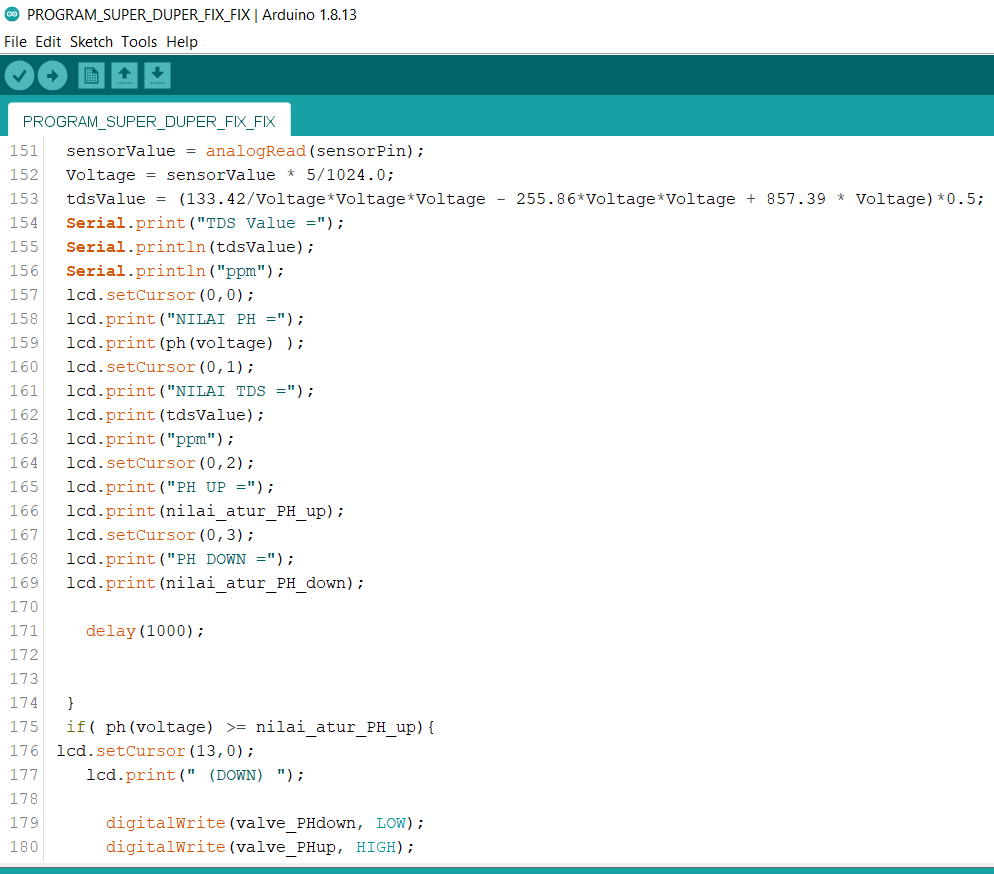 PROGRAM_SUPER_DUPER_FIX_FIX | Arduino 1.8.13
File Edit Sketch Tools Help
PROGRAM_SUPER_DUPER_FIX_FIX
151 sensorValue = analogRead(sensorPin);
152 Voltage = sensorValue * 5/1024.0;
153 tdsValue = (133.42/Voltage*Voltage*Voltage - 255.86*Voltage*Voltage + 857.39 * Voltage)*0.5;
154 Serial.print("TDS Value =");
155 Serial.println(tdsValue);
156 Serial.println("ppm");
157 lcd.setCursor(0,0);
158 lcd.print("NILAI PH =");
159 lcd.print(ph(voltage) );
160 lcd.setCursor(0,1);
161 lcd.print("NILAI TDS =");
162 lcd.print(tdsValue);
163 lcd.print("ppm");
164 lcd.setCursor(0,2);
165 lcd.print("PH UP =");
166 lcd.print(nilai_atur_PH_up);
167 lcd.setCursor(0,3);
168 lcd.print("PH DOWN =");
169 lcd.print(nilai_atur_PH_down);
170
171 delay(1000);
172
173
174 }
175 if( ph(voltage) >= nilai_atur_PH_up){
176 lcd.setCursor(13,0);
177 lcd.print(" (DOWN) ");
178
179 digitalWrite(valve_PHdown, LOW);
180 digitalWrite(valve_PHup, HIGH);